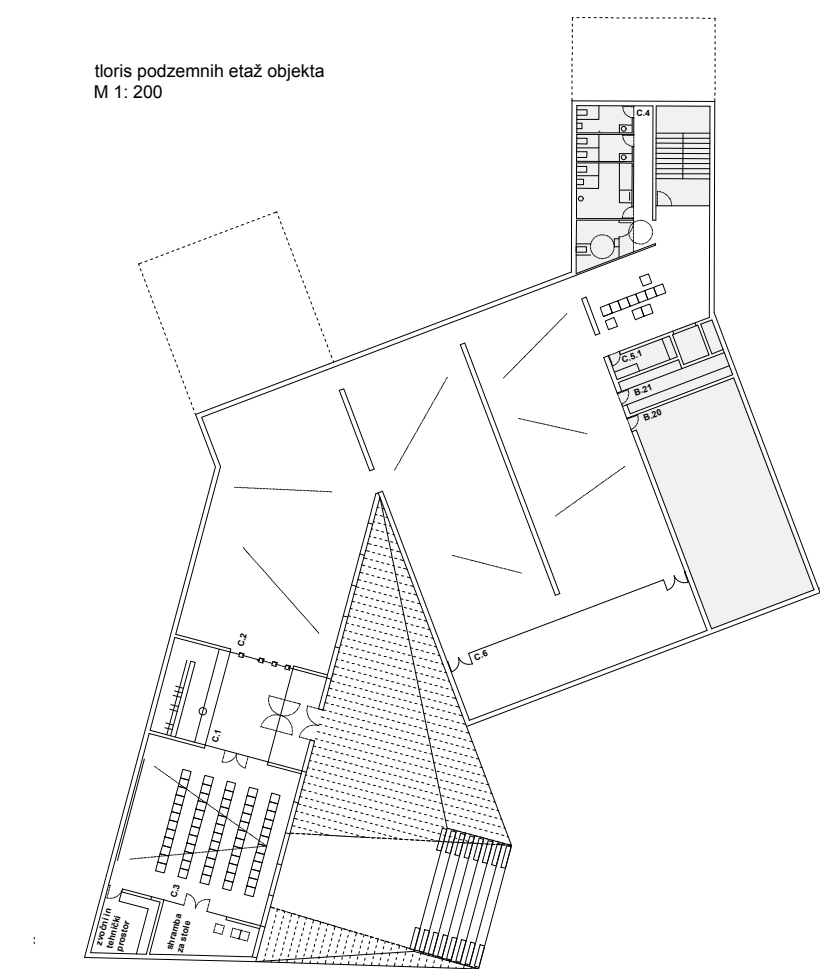 tloris podzemnih etaž objekta
M 1: 200
C.4
C.5.1
B.21
B.20
C.2
C.6
C.1
C.3
zvočni in
tehnički
prostor
shramba
za stole
: